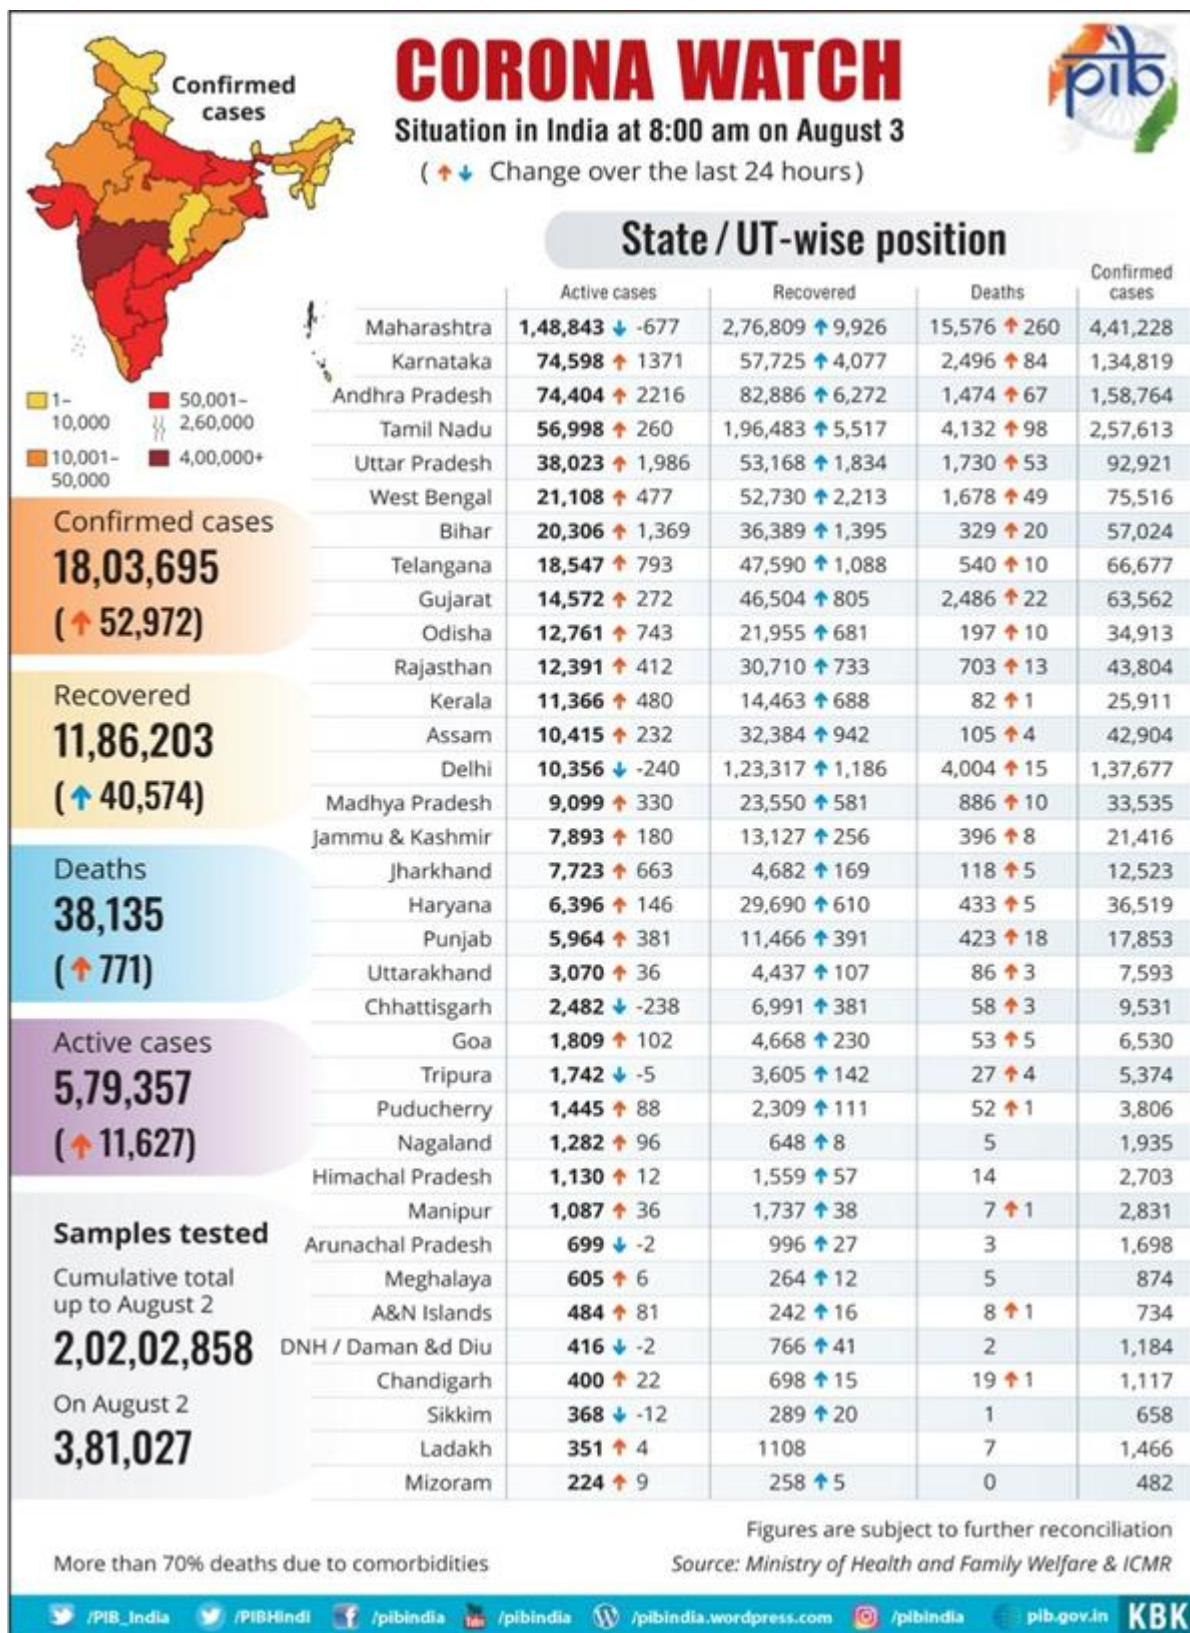 Confirmed
cases
CORONA WATCH
Situation in India at 8:00 am on August 3
( ↑ ↓ Change over the last 24 hours)
पीआईबी
pib
State / UT-wise position
Active cases Recovered Deaths Confirmed cases
Maharashtra 1,48,843 ↓ -677 2,76,809 ↑ 9,926 15,576 ↑ 260 4,41,228
Karnataka 74,598 ↑ 1371 57,725 ↑ 4,077 2,496 ↑ 84 1,34,819
Andhra Pradesh 74,404 ↑ 2216 82,886 ↑ 6,272 1,474 ↑ 67 1,58,764
Tamil Nadu 56,998 ↑ 260 1,96,483 ↑ 5,517 4,132 ↑ 98 2,57,613
Uttar Pradesh 38,023 ↑ 1,986 53,168 ↑ 1,834 1,730 ↑ 53 92,921
West Bengal 21,108 ↑ 477 52,730 ↑ 2,213 1,678 ↑ 49 75,516
Bihar 20,306 ↑ 1,369 36,389 ↑ 1,395 329 ↑ 20 57,024
Telangana 18,547 ↑ 793 47,590 ↑ 1,088 540 ↑ 10 66,677
Gujarat 14,572 ↑ 272 46,504 ↑ 805 2,486 ↑ 22 63,562
Odisha 12,761 ↑ 743 21,955 ↑ 681 197 ↑ 10 34,913
Rajasthan 12,391 ↑ 412 30,710 ↑ 733 703 ↑ 13 43,804
Kerala 11,366 ↑ 480 14,463 ↑ 688 82 ↑ 1 25,911
Assam 10,415 ↑ 232 32,384 ↑ 942 105 ↑ 4 42,904
Delhi 10,356 ↓ -240 1,23,317 ↑ 1,186 4,004 ↑ 15 1,37,677
Madhya Pradesh 9,099 ↑ 330 23,550 ↑ 581 886 ↑ 10 33,535
Jammu & Kashmir 7,893 ↑ 180 13,127 ↑ 256 396 ↑ 8 21,416
Jharkhand 7,723 ↑ 663 4,682 ↑ 169 118 ↑ 5 12,523
Haryana 6,396 ↑ 146 29,690 ↑ 610 433 ↑ 5 36,519
Punjab 5,964 ↑ 381 11,466 ↑ 391 423 ↑ 18 17,853
Uttarakhand 3,070 ↑ 36 4,437 ↑ 107 86 ↑ 3 7,593
Chhattisgarh 2,482 ↓ -238 6,991 ↑ 381 58 ↑ 3 9,531
Goa 1,809 ↑ 102 4,668 ↑ 230 53 ↑ 5 6,530
Tripura 1,742 ↓ -5 3,605 ↑ 142 27 ↑ 4 5,374
Puducherry 1,445 ↑ 88 2,309 ↑ 111 52 ↑ 1 3,806
Nagaland 1,282 ↑ 96 648 ↑ 8 5 1,935
Himachal Pradesh 1,130 ↑ 12 1,559 ↑ 57 14 2,703
Manipur 1,087 ↑ 36 1,737 ↑ 38 7 ↑ 1 2,831
Arunachal Pradesh 699 ↓ -2 996 ↑ 27 3 1,698
Meghalaya 605 ↑ 6 264 ↑ 12 5 874
A&N Islands 484 ↑ 81 242 ↑ 16 8 ↑ 1 734
DNH / Daman &d Diu 416 ↓ -2 766 ↑ 41 2 1,184
Chandigarh 400 ↑ 22 698 ↑ 15 19 ↑ 1 1,117
Sikkim 368 ↓ -12 289 ↑ 20 1 658
Ladakh 351 ↑ 4 1108 7 1,466
Mizoram 224 ↑ 9 258 ↑ 5 0 482
1–
10,000
50,001–
2,60,000
10,001–
50,000
4,00,000+
Confirmed cases
18,03,695
(↑ 52,972)
Recovered
11,86,203
(↑ 40,574)
Deaths
38,135
(↑ 771)
Active cases
5,79,357
(↑ 11,627)
Samples tested
Cumulative total
up to August 2
2,02,02,858
On August 2
3,81,027
Figures are subject to further reconciliation
More than 70% deaths due to comorbidities
Source: Ministry of Health and Family Welfare & ICMR
/PIB_India /PIBHindi /pibindia /pibindia /pibindia.wordpress.com /pibindia pib.gov.in KBK